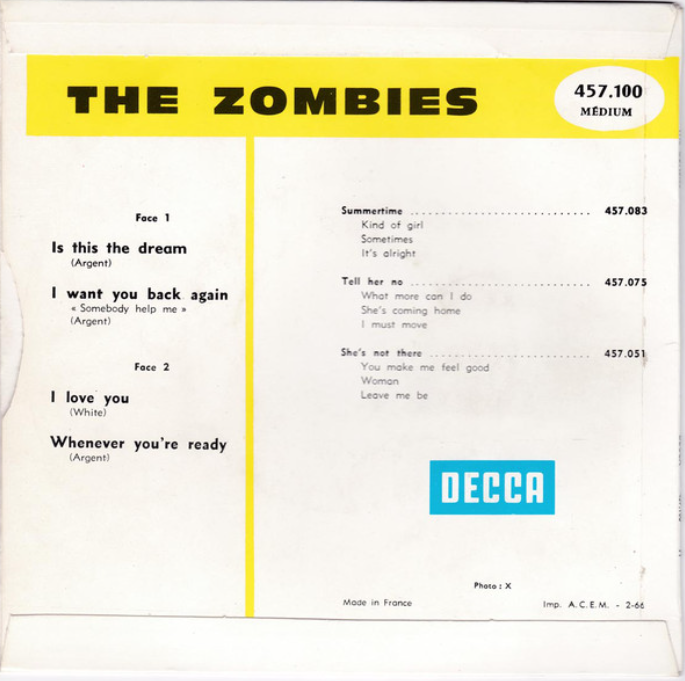 THE ZOMBIES
457.100
MÉDIUM
Face 1
Is this the dream
(Argent)
I want you back again
« Somebody help me »
(Argent)
Face 2
I love you
(White)
Whenever you're ready
(Argent)
Summertime ............................ 457.083
Kind of girl
Sometimes
It's alright
Tell her no ............................ 457.075
What more can I do
She's coming home
I must move
She's not there ......................... 457.051
You make me feel good
Woman
Leave me be
DECCA
Photo : X
Made in France
Imp. A.C.E.M. - 2-66